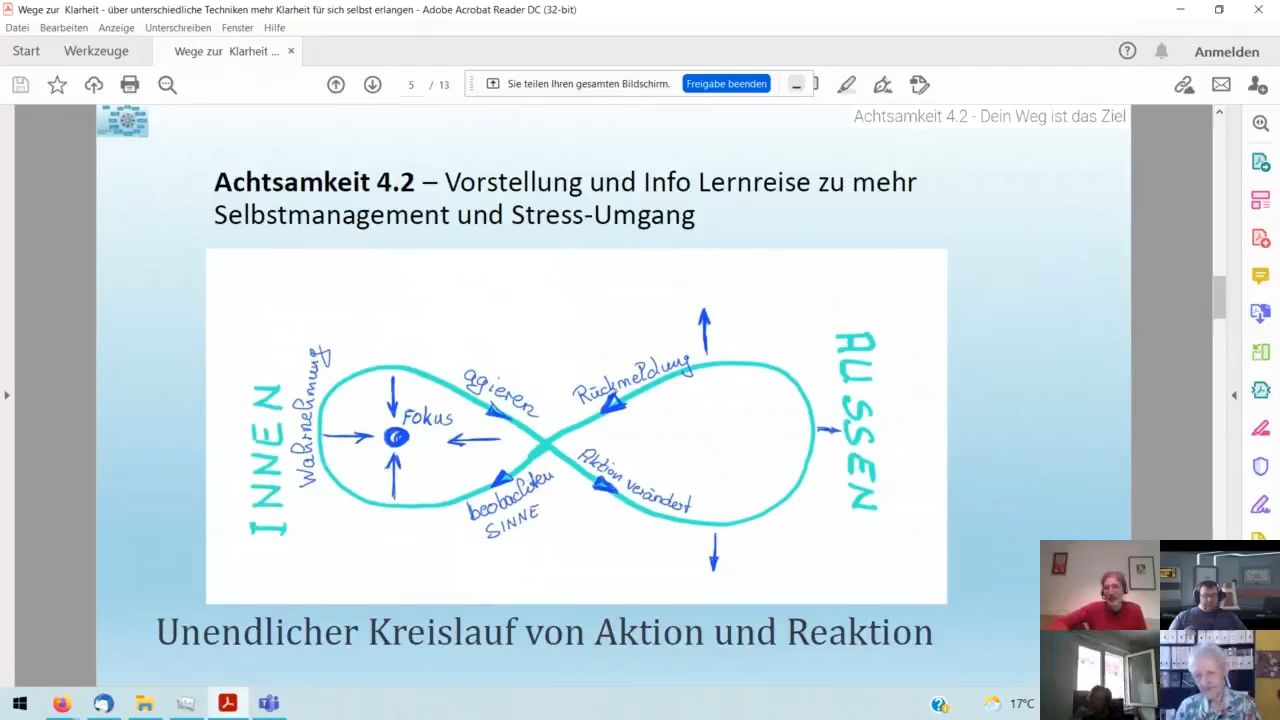 Wege zur Klarheit - über unterschiedliche Techniken mehr Klarheit für sich selbst erlangen - Adobe Acrobat Reader DC (32-bit)
Datei Bearbeiten Anzeige Unterschreiben Fenster Hilfe
Start Werkzeuge Wege zur Klarheit ... × Anmelden
5 / 13 Sie teilen Ihren gesamten Bildschirm. Freigabe beenden
Achtsamkeit 4.2 - Dein Weg ist das Ziel
Achtsamkeit 4.2 – Vorstellung und Info Lernreise zu mehr
Selbstmanagement und Stress-Umgang
INNEN
Wahrnehmung
Fokus
agieren
Rückmeldung
beobachten
SINNE
Aktion verändert
AUSSEN
Unendlicher Kreislauf von Aktion und Reaktion
17°C